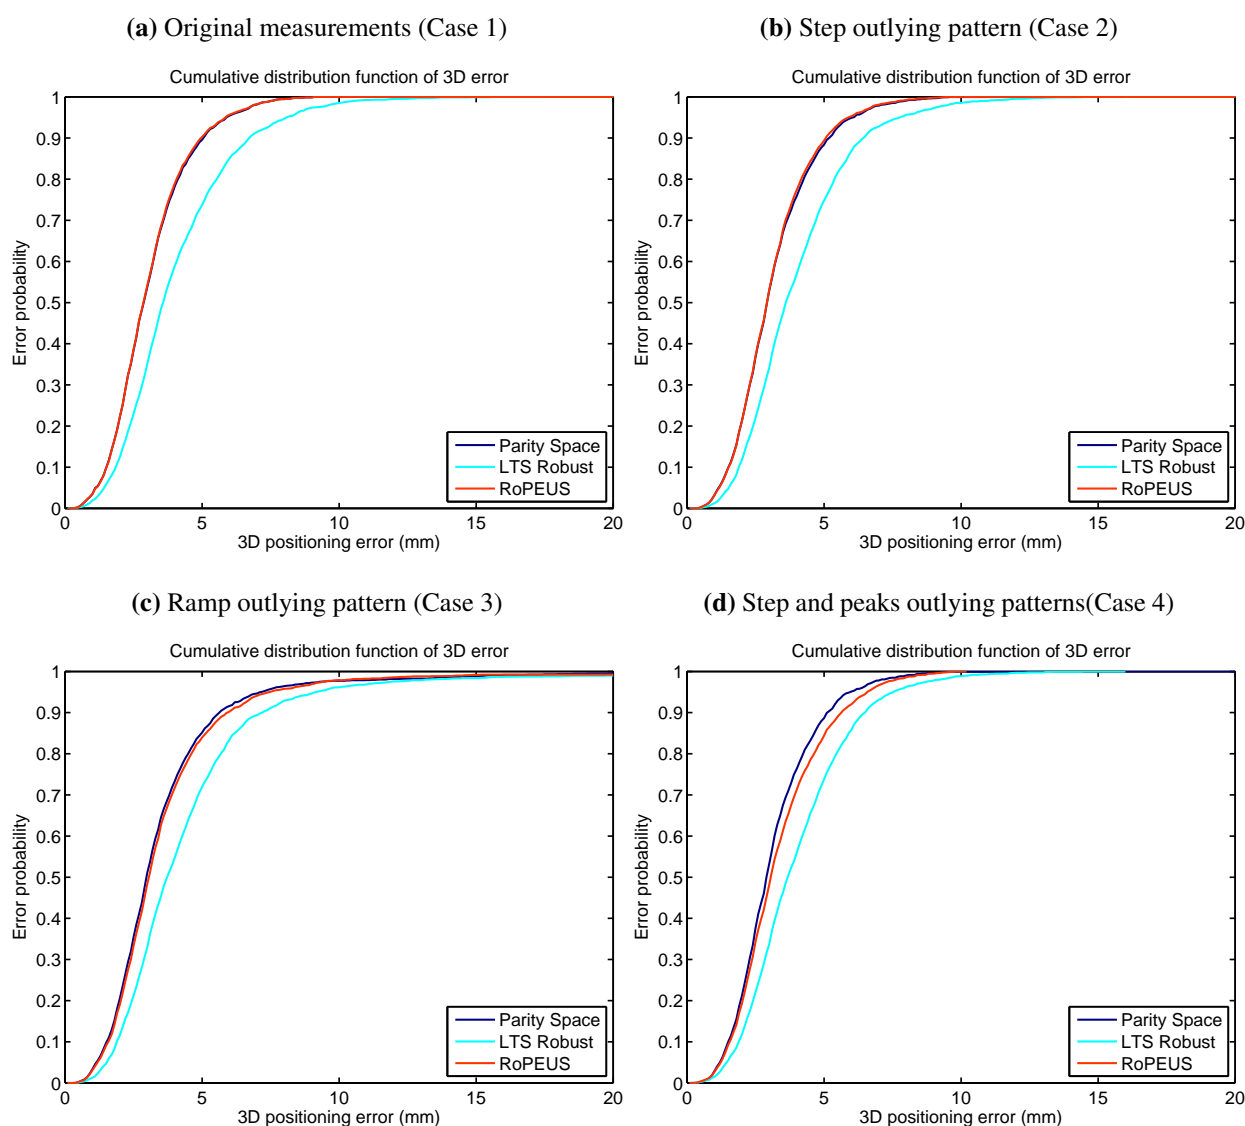 (a) Original measurements (Case 1)
Cumulative distribution function of 3D error
1
0.9
0.8
0.7
0.6
0.5
0.4
0.3
0.2
0.1
0
Error probability
Parity Space
LTS Robust
RoPEUS
0 5 10 15 20
3D positioning error (mm)
(b) Step outlying pattern (Case 2)
Cumulative distribution function of 3D error
1
0.9
0.8
0.7
0.6
0.5
0.4
0.3
0.2
0.1
0
Error probability
Parity Space
LTS Robust
RoPEUS
0 5 10 15 20
3D positioning error (mm)
(c) Ramp outlying pattern (Case 3)
Cumulative distribution function of 3D error
1
0.9
0.8
0.7
0.6
0.5
0.4
0.3
0.2
0.1
0
Error probability
Parity Space
LTS Robust
RoPEUS
0 5 10 15 20
3D positioning error (mm)
(d) Step and peaks outlying patterns(Case 4)
Cumulative distribution function of 3D error
1
0.9
0.8
0.7
0.6
0.5
0.4
0.3
0.2
0.1
0
Error probability
Parity Space
LTS Robust
RoPEUS
0 5 10 15 20
3D positioning error (mm)